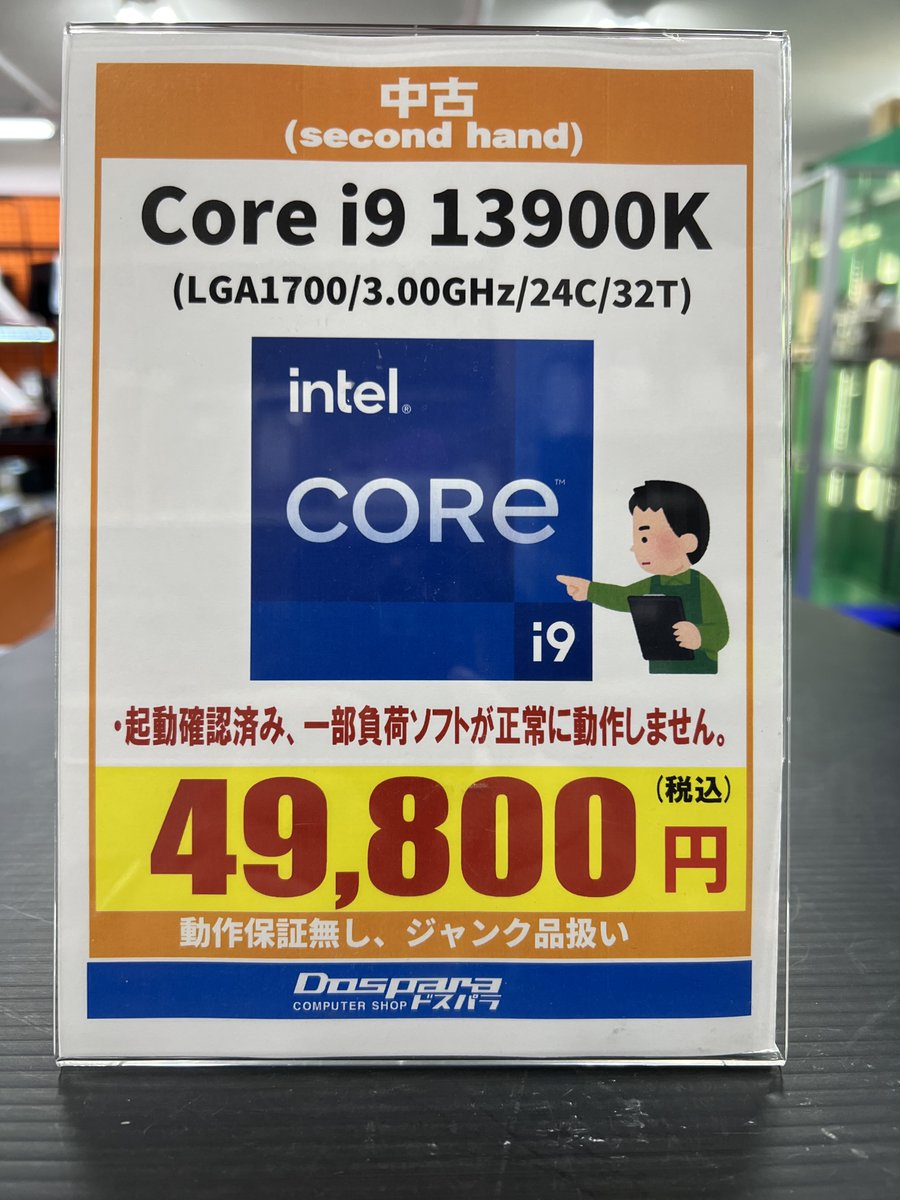 中古
(second hand)
Core i9 13900K
(LGA1700/3.00GHz/24C/32T)
intel®
CORe™
i9
・起動確認済み、一部負荷ソフトが正常に動作しません。
49,800円(税込)
動作保証無し、ジャンク品扱い
Dospara
COMPUTER SHOP ドスパラ